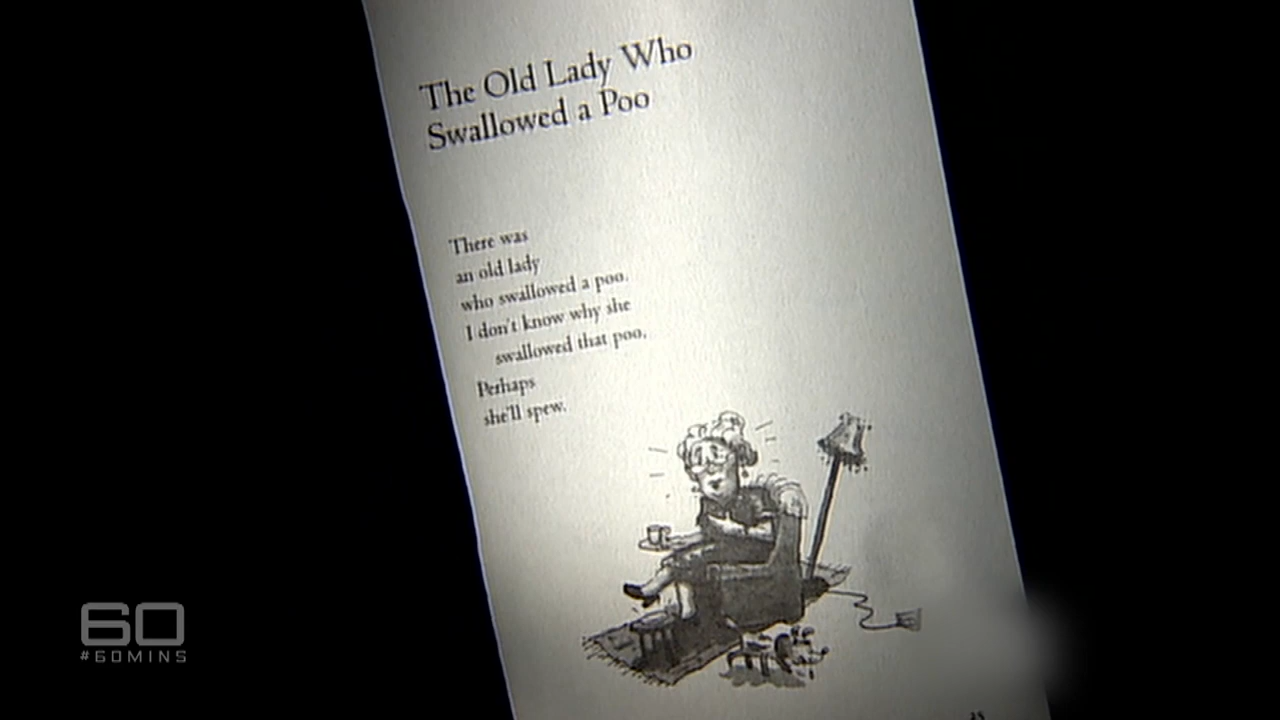 The Old Lady Who
Swallowed a Poo
There was
an old lady
who swallowed a poo.
I don't know why she
swallowed that poo,
Perhaps
she'll spew.
60
#60MINS